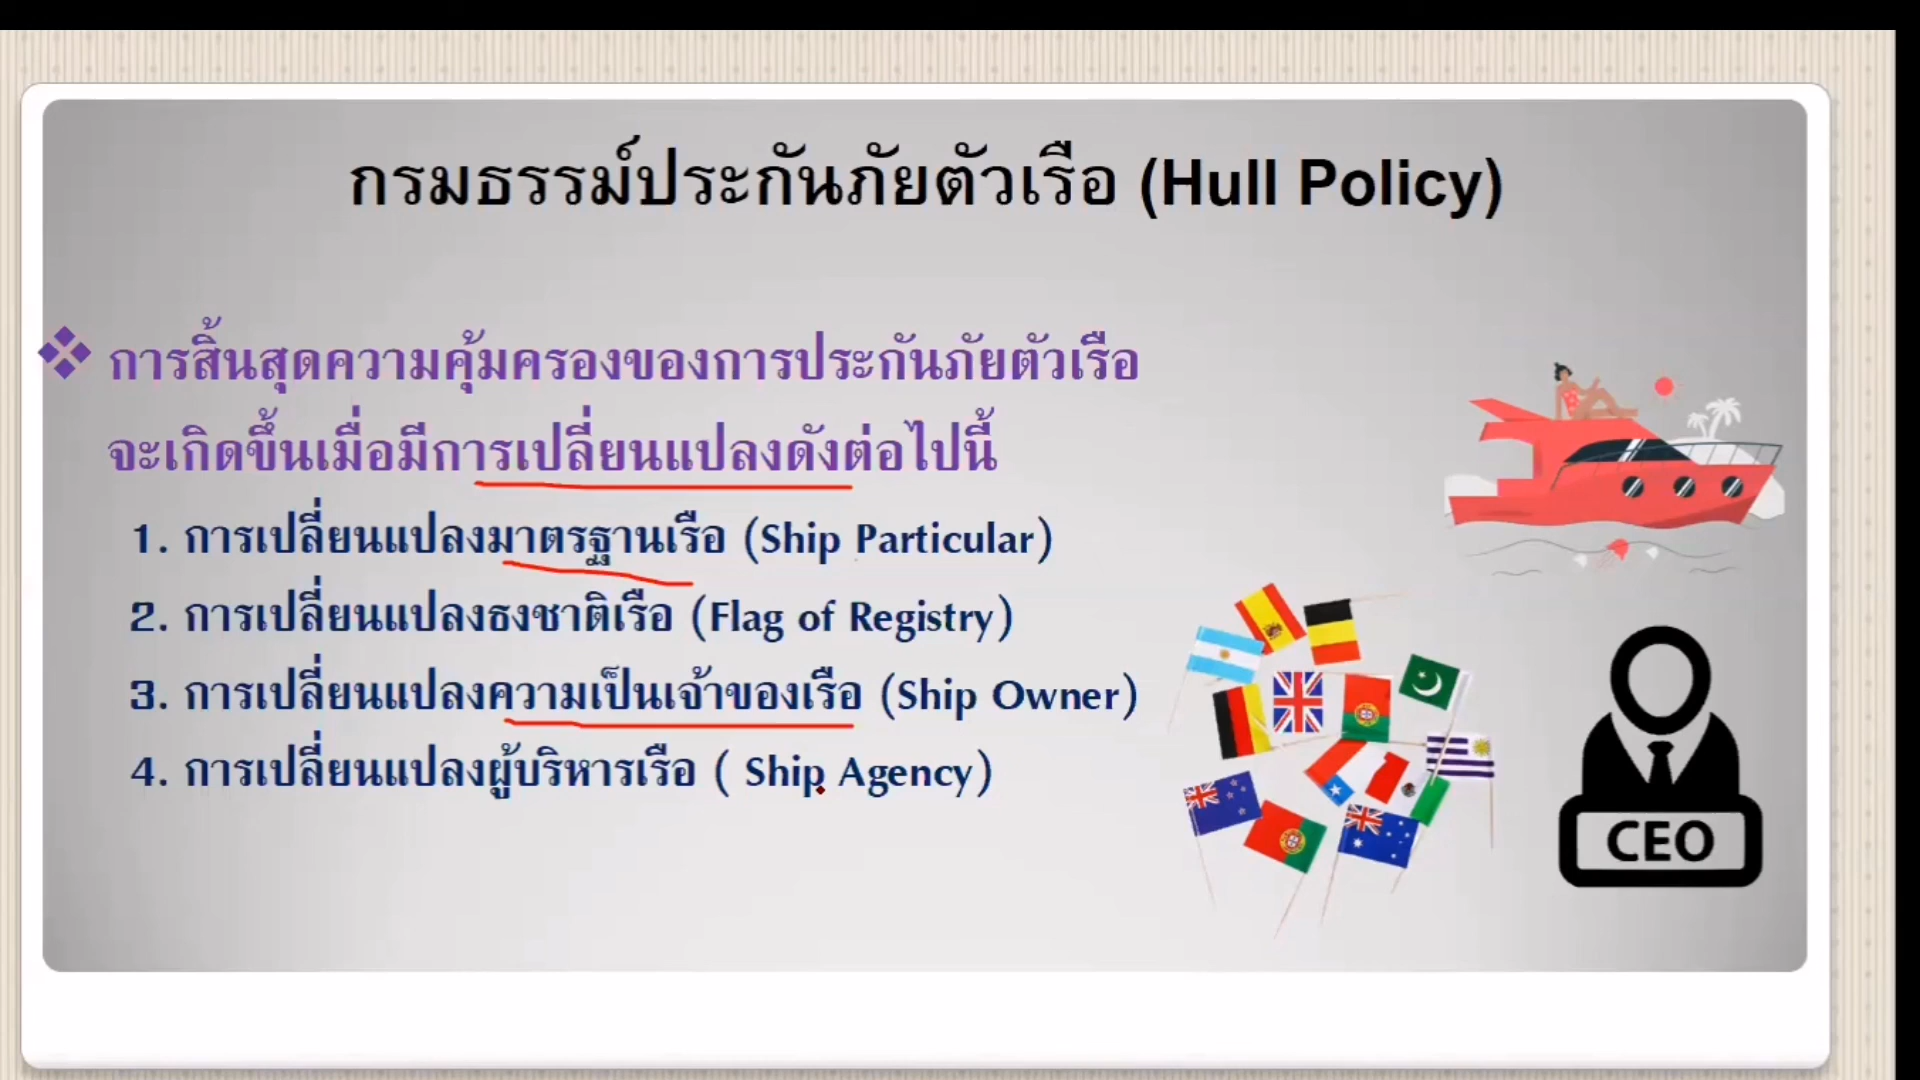 กรมธรรม์ประกันภัยตัวเรือ (Hull Policy)
การสิ้นสุดความคุ้มครองของการประกันภัยตัวเรือ
จะเกิดขึ้นเมื่อมีการเปลี่ยนแปลงดังต่อไปนี้
1. การเปลี่ยนแปลงมาตรฐานเรือ (Ship Particular)
2. การเปลี่ยนแปลงธงชาติเรือ (Flag of Registry)
3. การเปลี่ยนแปลงความเป็นเจ้าของเรือ (Ship Owner)
4. การเปลี่ยนแปลงผู้บริหารเรือ ( Ship Agency)
CEO